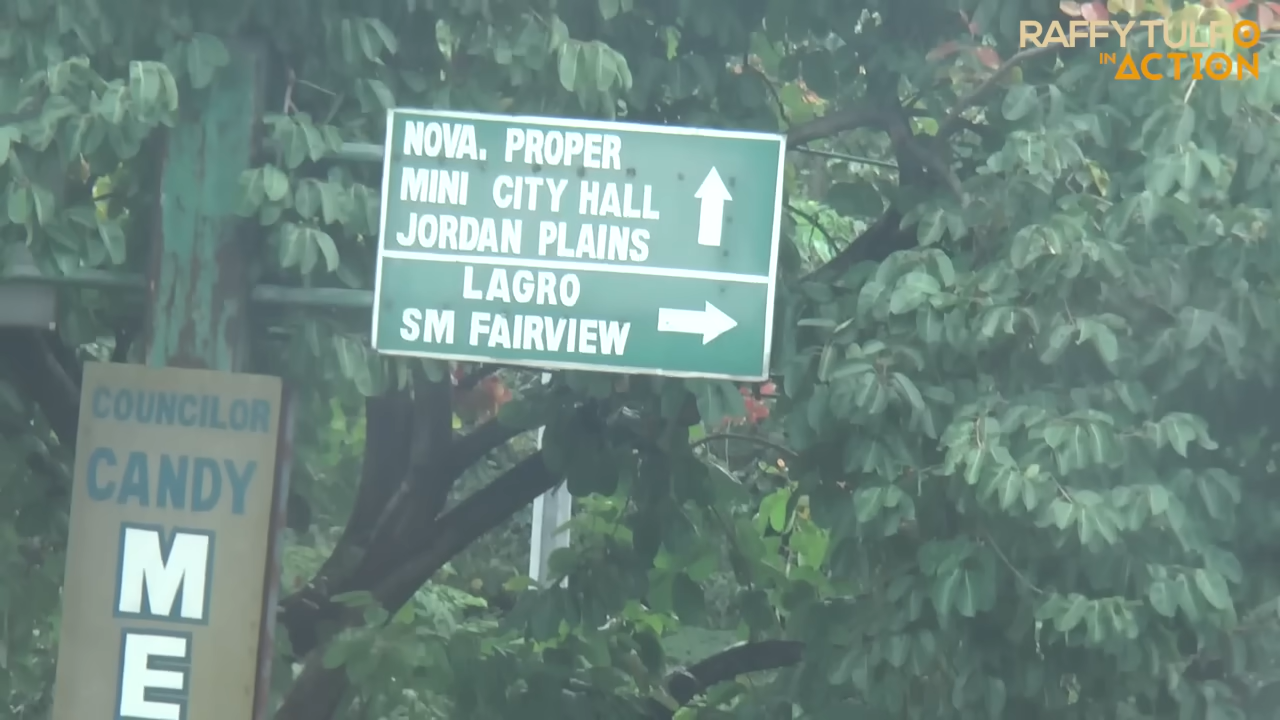 RAFFY TULFO
IN ACTION
NOVA. PROPER
MINI CITY HALL
JORDAN PLAINS
LAGRO
SM FAIRVIEW
COUNCILOR
CANDY
M
E